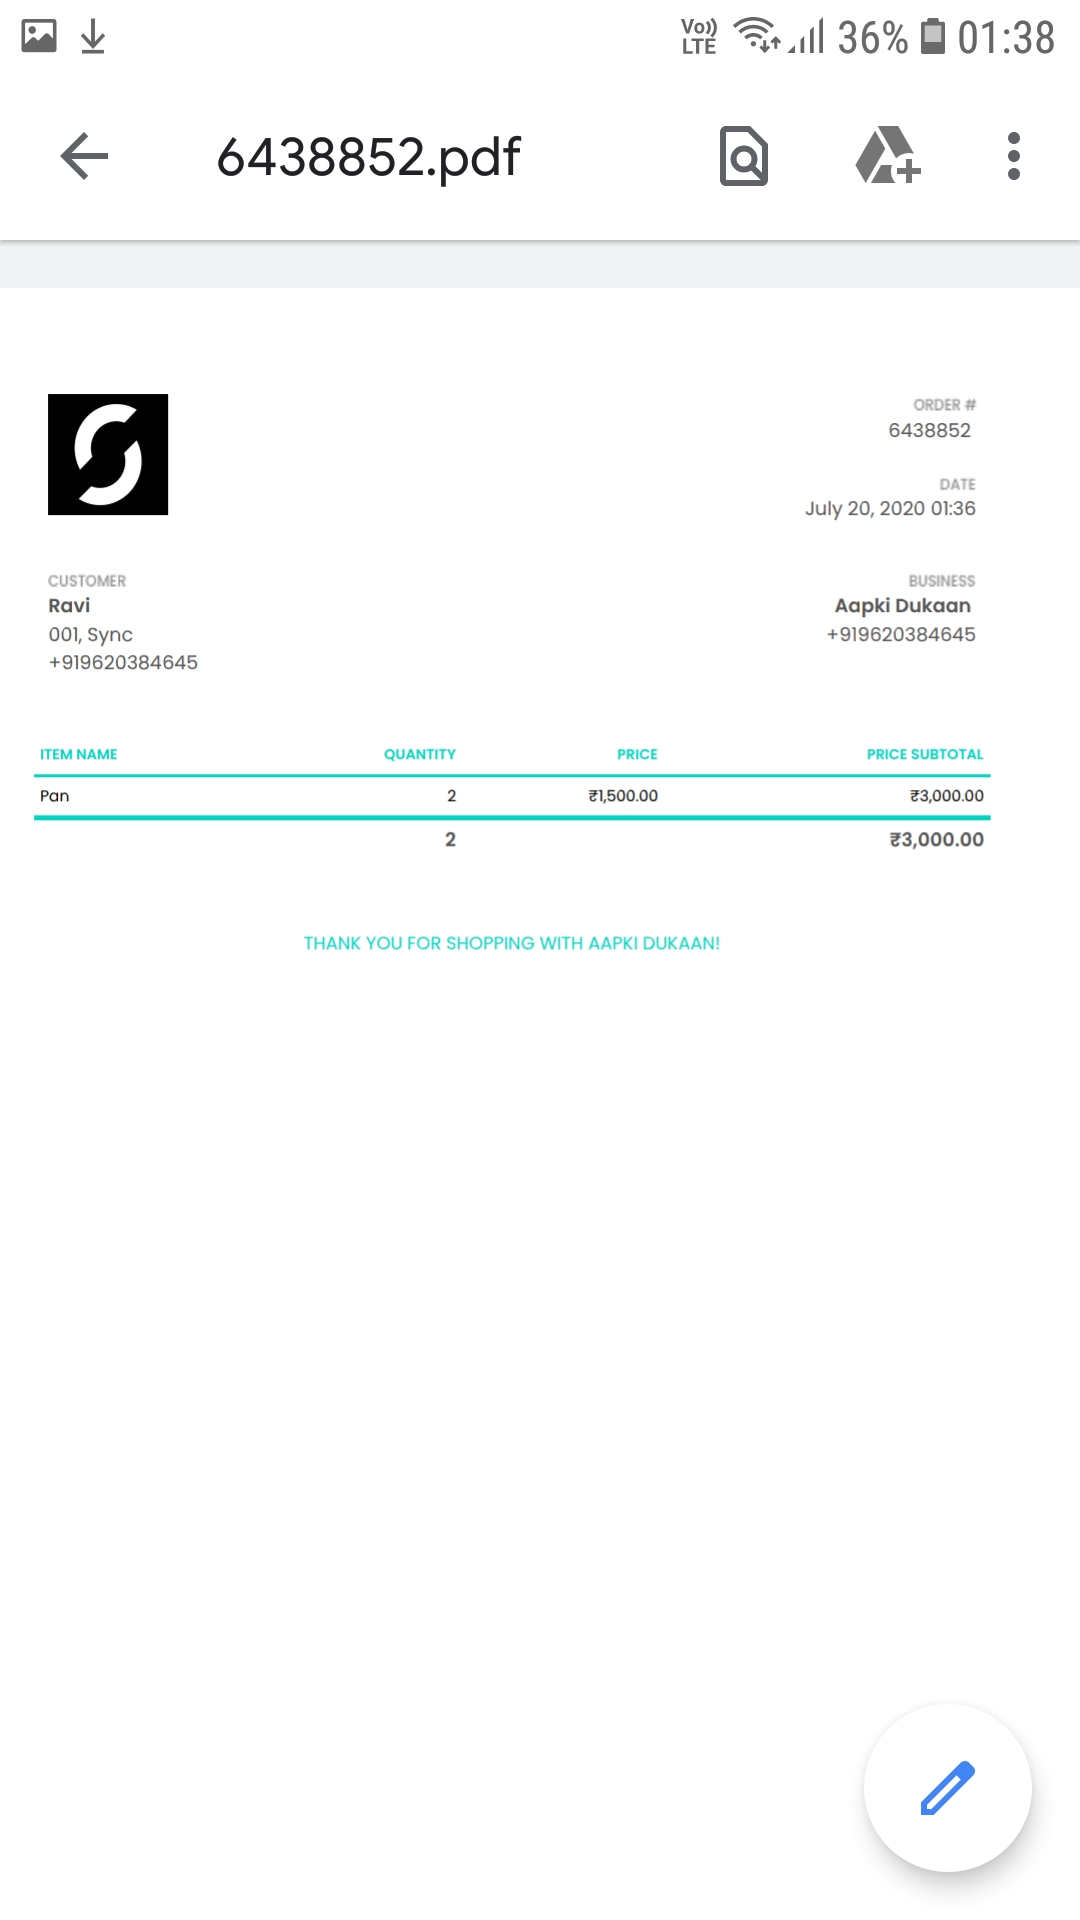 Vo)) LTE 36% 01:38
6438852.pdf
ORDER #
6438852
DATE
July 20, 2020 01:36
CUSTOMER
Ravi
001, Sync
+919620384645
BUSINESS
Aapki Dukaan
+919620384645
ITEM NAME QUANTITY PRICE PRICE SUBTOTAL
Pan 2 ₹1,500.00 ₹3,000.00
2 ₹3,000.00
THANK YOU FOR SHOPPING WITH AAPKI DUKAAN!